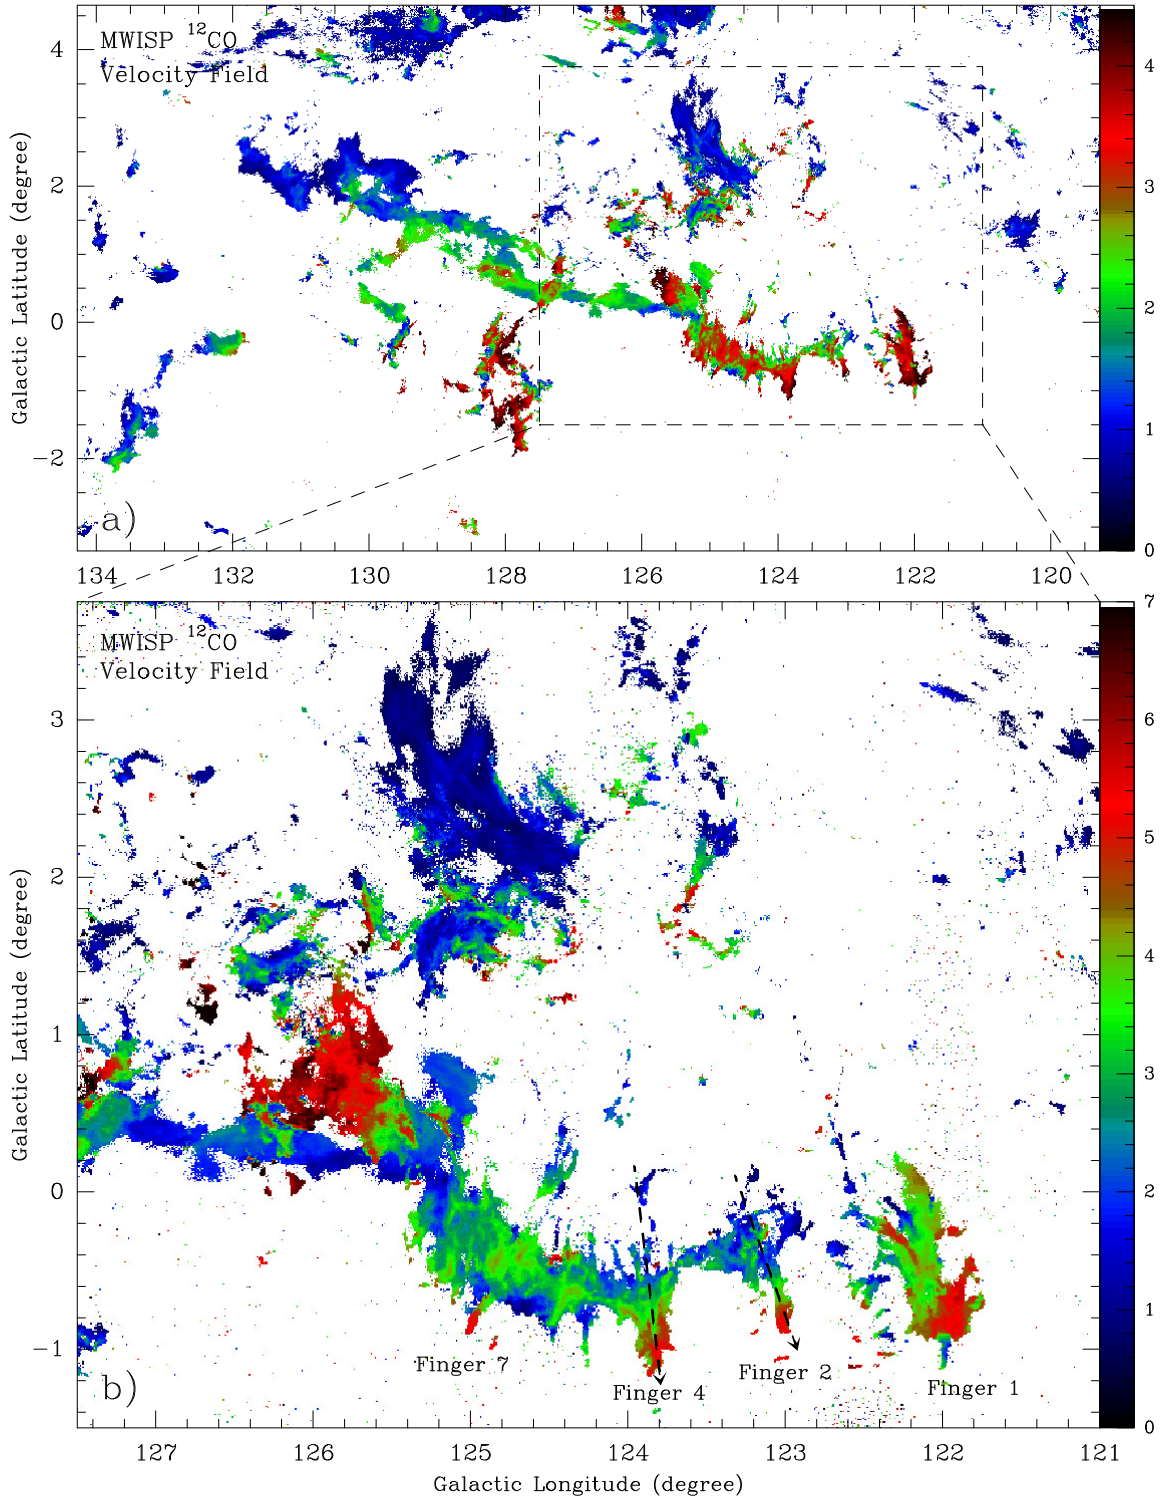 MWISP ¹²CO
Velocity Field
4
2
0
−2
Galactic Latitude (degree)
a)
134
132
130
128
126
124
122
120
4
3
2
1
0
MWISP ¹²CO
Velocity Field
3
2
1
0
−1
Galactic Latitude (degree)
Finger 7
Finger 4
Finger 2
Finger 1
b)
127
126
125
124
123
122
121
Galactic Longitude (degree)
7
6
5
4
3
2
1
0